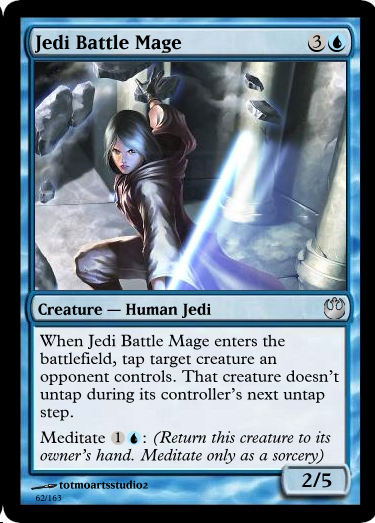 Jedi Battle Mage 3
Creature — Human Jedi
When Jedi Battle Mage enters the
battlefield, tap target creature an
opponent controls. That creature doesn't
untap during its controller's next untap
step.
Meditate 1 : (Return this creature to its
owner's hand. Meditate only as a sorcery)
2/5
totmoartsstudio2
62/163